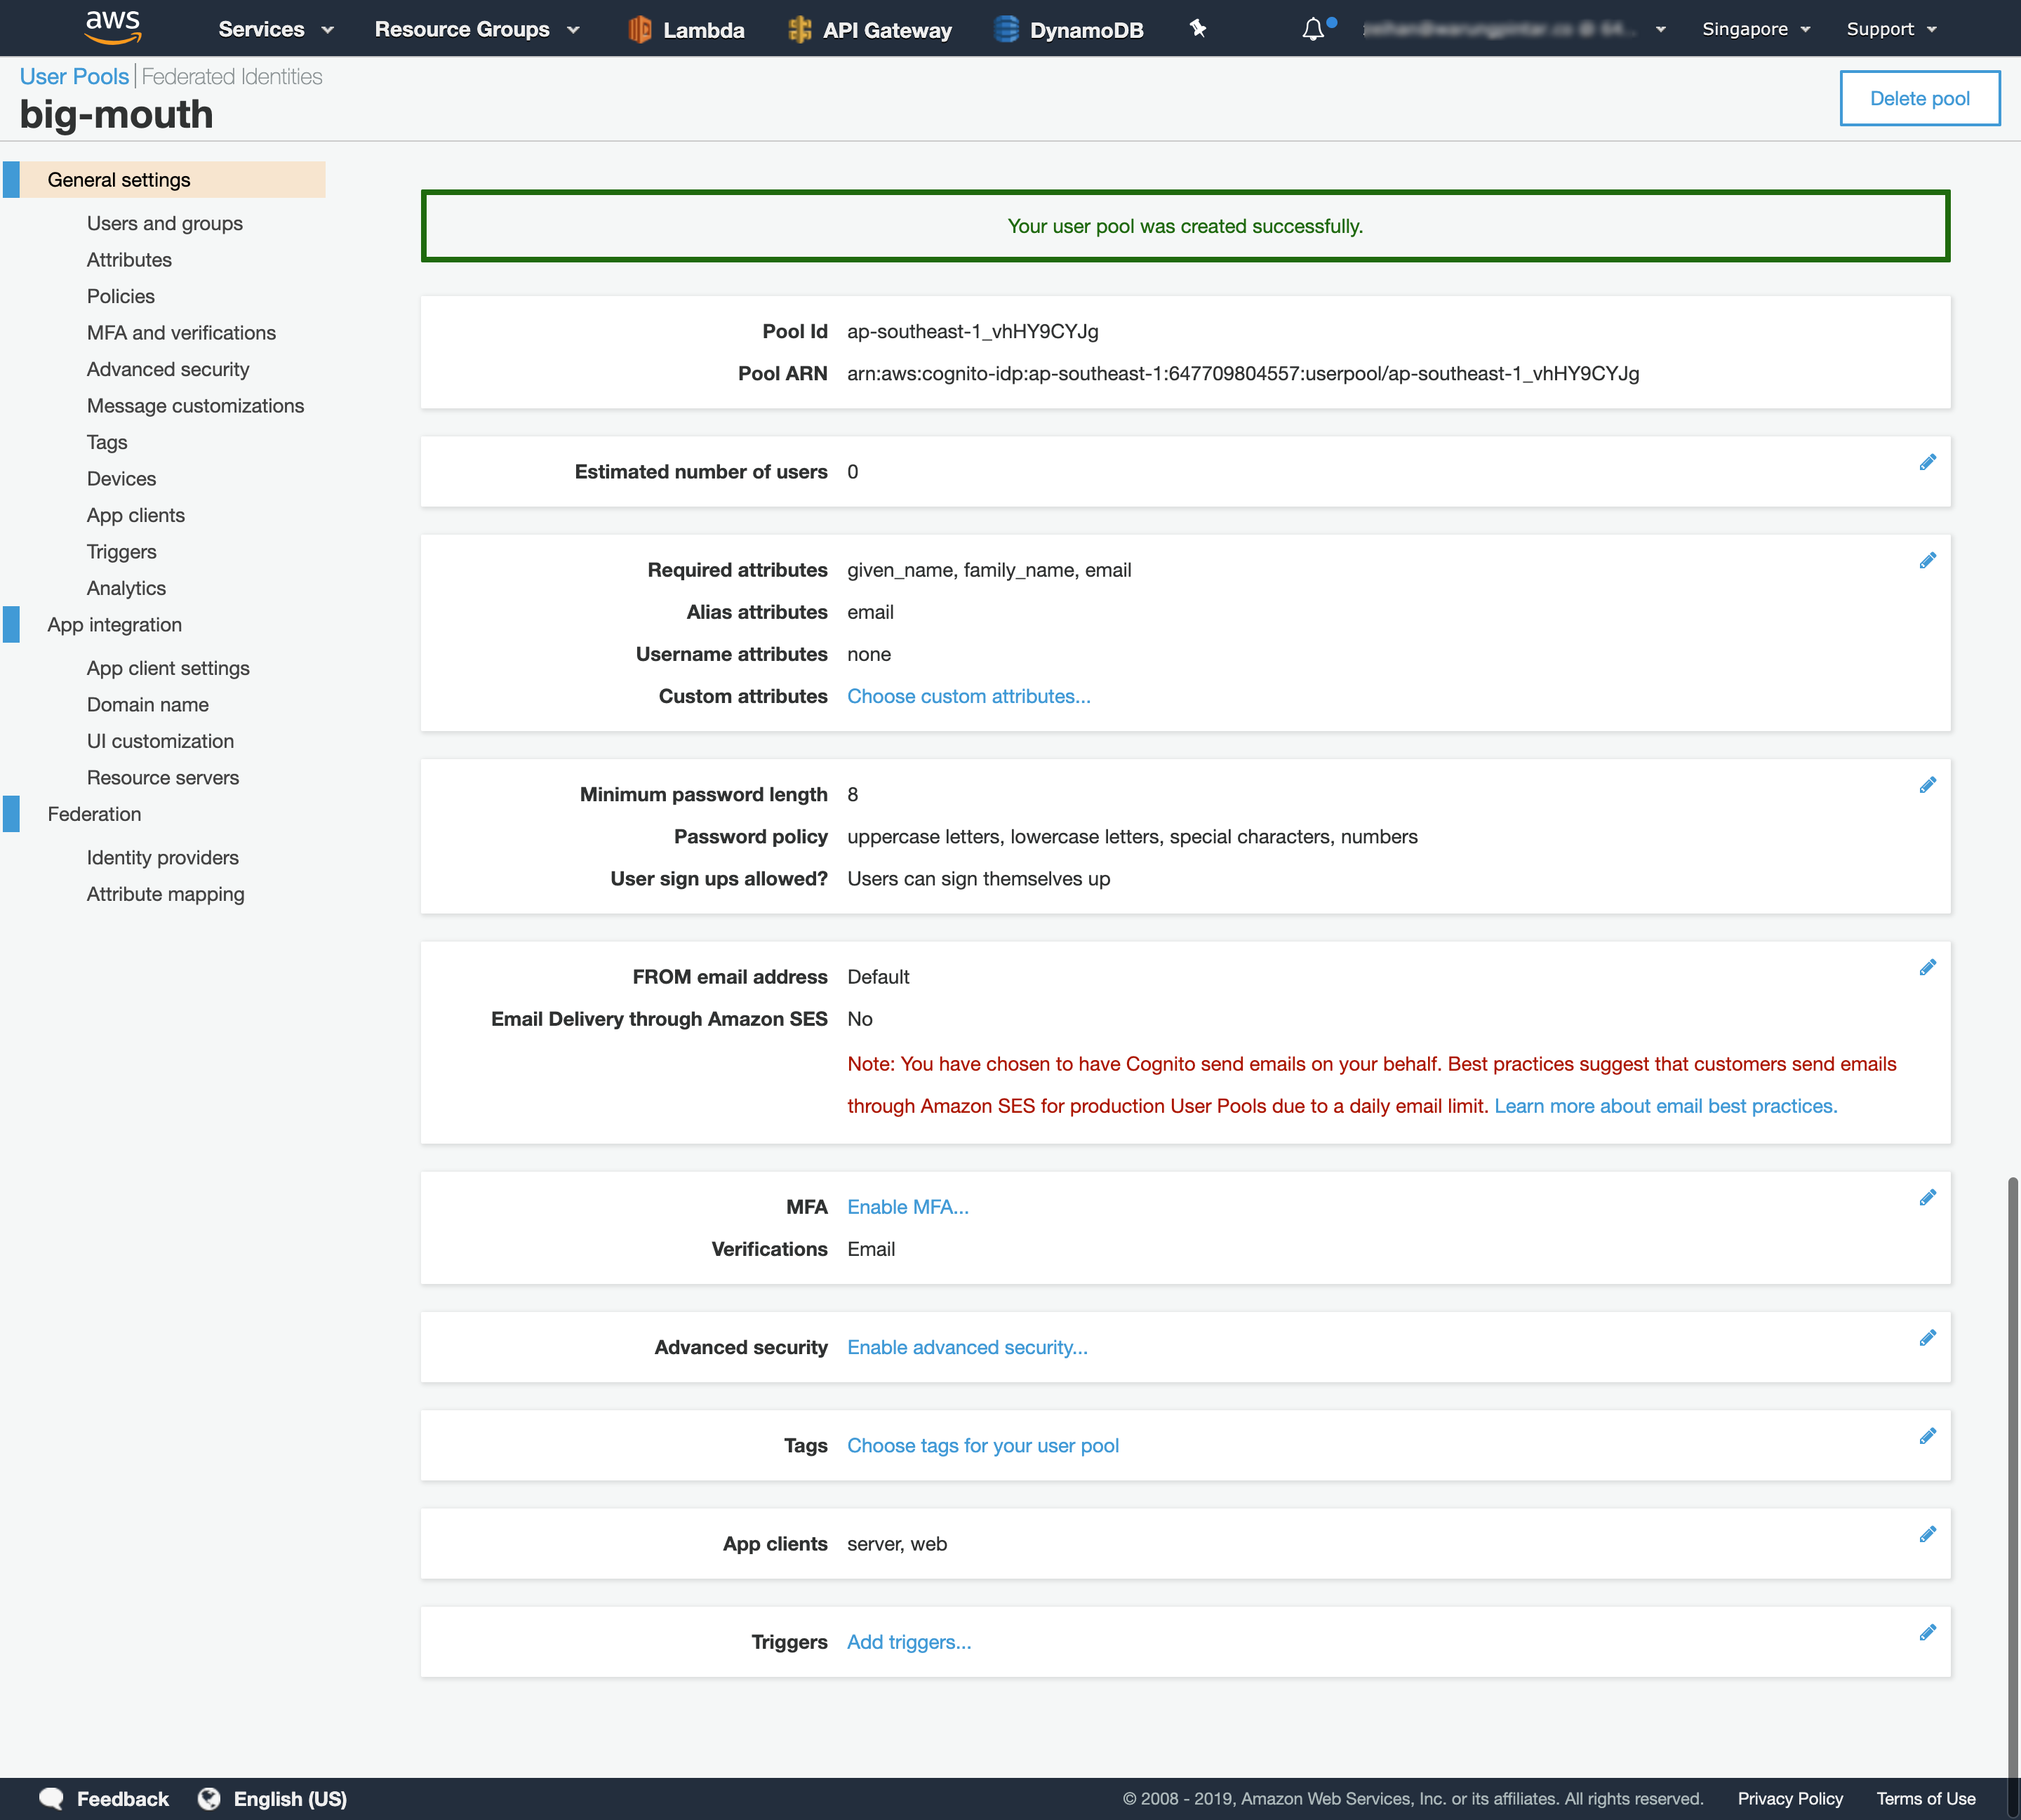 aws Services Resource Groups Lambda API Gateway DynamoDB Singapore Support
User Pools | Federated Identities
big-mouth
Delete pool
General settings
Users and groups
Attributes
Policies
MFA and verifications
Advanced security
Message customizations
Tags
Devices
App clients
Triggers
Analytics
App integration
App client settings
Domain name
UI customization
Resource servers
Federation
Identity providers
Attribute mapping
Your user pool was created successfully.
Pool Id ap-southeast-1_vhHY9CYJg
Pool ARN arn:aws:cognito-idp:ap-southeast-1:647709804557:userpool/ap-southeast-1_vhHY9CYJg
Estimated number of users 0
Required attributes given_name, family_name, email
Alias attributes email
Username attributes none
Custom attributes Choose custom attributes...
Minimum password length 8
Password policy uppercase letters, lowercase letters, special characters, numbers
User sign ups allowed? Users can sign themselves up
FROM email address Default
Email Delivery through Amazon SES No
Note: You have chosen to have Cognito send emails on your behalf. Best practices suggest that customers send emails
through Amazon SES for production User Pools due to a daily email limit. Learn more about email best practices.
MFA Enable MFA...
Verifications Email
Advanced security Enable advanced security...
Tags Choose tags for your user pool
App clients server, web
Triggers Add triggers...
Feedback English (US) © 2008 - 2019, Amazon Web Services, Inc. or its affiliates. All rights reserved. Privacy Policy Terms of Use